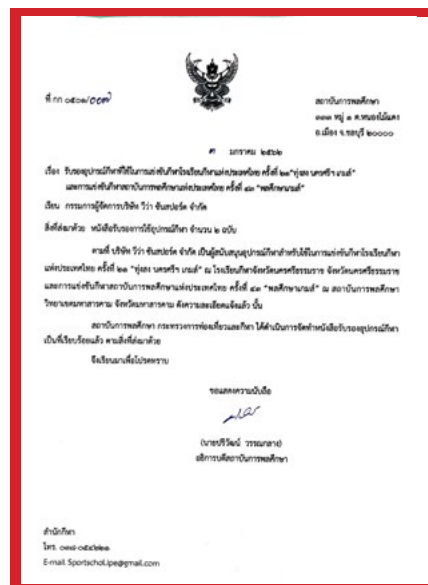 ที่ กก ๐๕๐๑/๐๐๗
สถาบันการพลศึกษา
๓๓๓ หมู่ ๑ ต.หนองไม้แดง
อ.เมือง จ.ชลบุรี ๒๐๐๐๐
๓ มกราคม ๒๕๖๒
เรื่อง รับรองอุปกรณ์กีฬาที่ใช้ในการแข่งขันกีฬาโรงเรียนกีฬาแห่งประเทศไทย ครั้งที่ ๒๑ "ทุ่งสง นครศรีฯ เกมส์"
และการแข่งขันกีฬาสถาบันการพลศึกษาแห่งประเทศไทย ครั้งที่ ๔๓ "พลศึกษาเกมส์"
เรียน กรรมการผู้จัดการบริษัท วีว่า ซันสปอร์ต จำกัด
สิ่งที่ส่งมาด้วย หนังสือรับรองการใช้อุปกรณ์กีฬา จำนวน ๒ ฉบับ
ตามที่ บริษัท วีว่า ซันสปอร์ต จำกัด เป็นผู้สนับสนุนอุปกรณ์กีฬาสำหรับใช้ในการแข่งขันกีฬาโรงเรียนกีฬา
แห่งประเทศไทย ครั้งที่ ๒๑ "ทุ่งสง นครศรีฯ เกมส์" ณ โรงเรียนกีฬาจังหวัดนครศรีธรรมราช จังหวัดนครศรีธรรมราช
และการแข่งขันกีฬาสถาบันการพลศึกษาแห่งประเทศไทย ครั้งที่ ๔๓ "พลศึกษาเกมส์" ณ สถาบันการพลศึกษา
วิทยาเขตมหาสารคาม จังหวัดมหาสารคาม ดังความละเอียดแจ้งแล้ว นั้น
สถาบันการพลศึกษา กระทรวงการท่องเที่ยวและกีฬา ได้ดำเนินการจัดทำหนังสือรับรองอุปกรณ์กีฬา
เป็นที่เรียบร้อยแล้ว ตามสิ่งที่ส่งมาด้วย
จึงเรียนมาเพื่อโปรดทราบ
ขอแสดงความนับถือ
(นายปริวัฒน์ วรรณกลาง)
อธิการบดีสถาบันการพลศึกษา
สำนักกีฬา
โทร.
E-mail. Sportschol.ipe@gmail.com